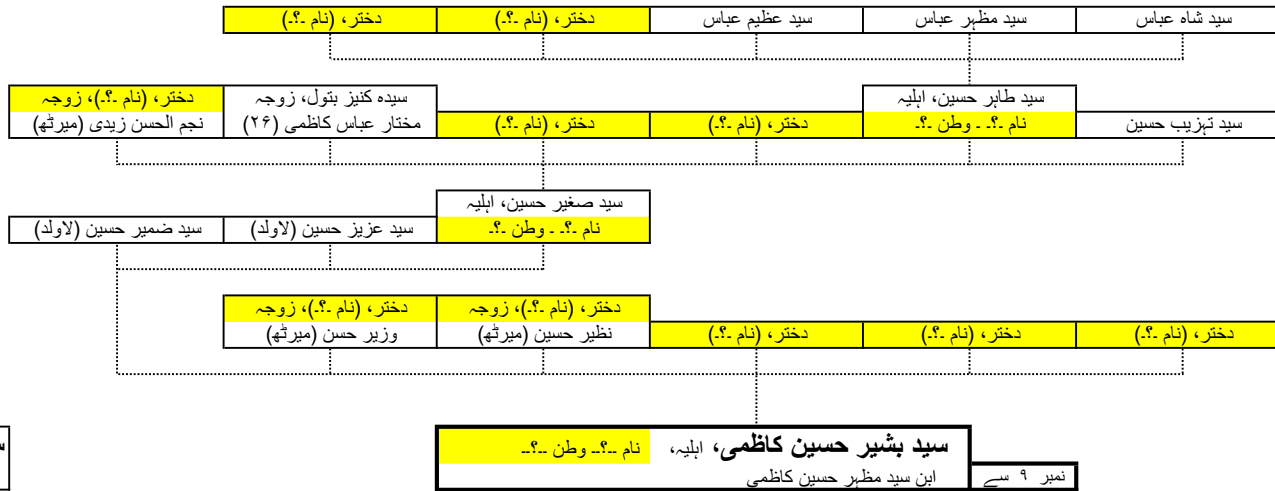 سید شاہ عباس
سید مظہر عباس
سید عظیم عباس
دختر، (نام ـ؟ـ)
دختر، (نام ـ؟ـ)
سید تہزیب حسین
سید طاہر حسین، اہلیہ
نام ـ؟ـ ـ وطن ـ؟ـ
دختر، (نام ـ؟ـ)
دختر، (نام ـ؟ـ)
سیدہ کنیز بتول، زوجہ
مختار عباس کاظمی (۲۶)
دختر، (نام ـ؟ـ)، زوجہ
نجم الحسن زیدی (میرٹھ)
سید صغیر حسین، اہلیہ
نام ـ؟ـ ـ وطن ـ؟ـ
سید عزیز حسین (لاولد)
سید ضمیر حسین (لاولد)
دختر، (نام ـ؟ـ)
دختر، (نام ـ؟ـ)
دختر، (نام ـ؟ـ)
دختر، (نام ـ؟ـ)، زوجہ
نظیر حسین (میرٹھ)
دختر، (نام ـ؟ـ)، زوجہ
وزیر حسن (میرٹھ)
سید بشیر حسین کاظمی، اہلیہ، نام ــ؟ــ وطن ــ؟ــ
نمبر ۹ سے
ابن سید مظہر حسین کاظمی